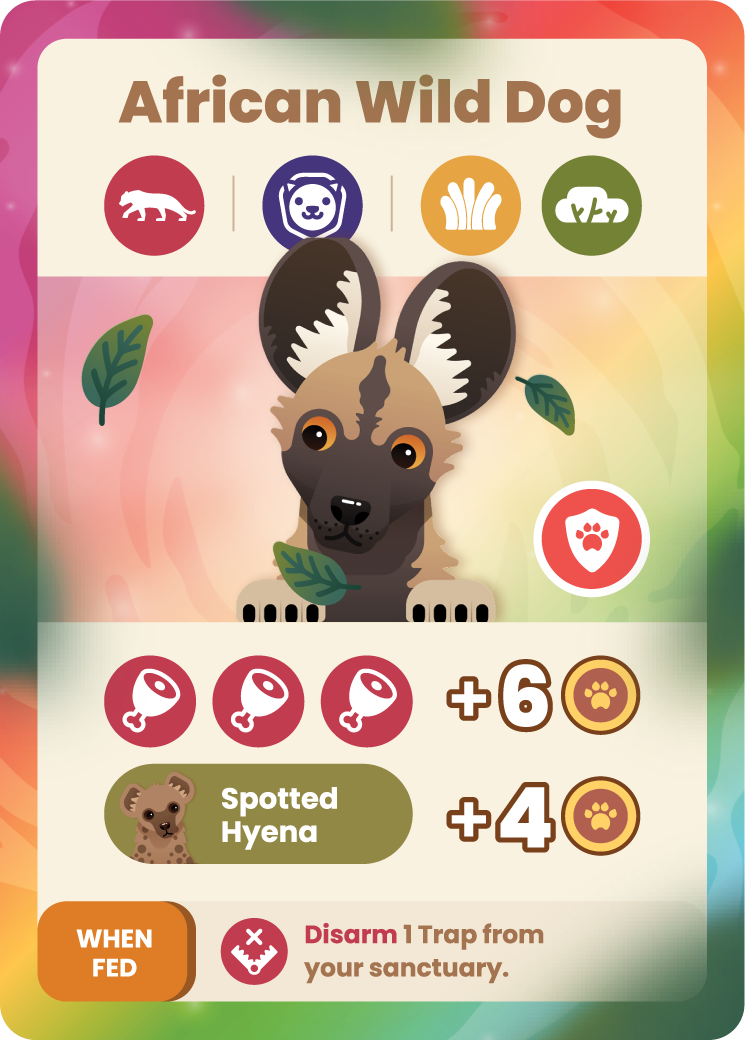 African Wild Dog
+6
Spotted
Hyena
+4
WHEN
FED
Disarm 1 Trap from
your sanctuary.